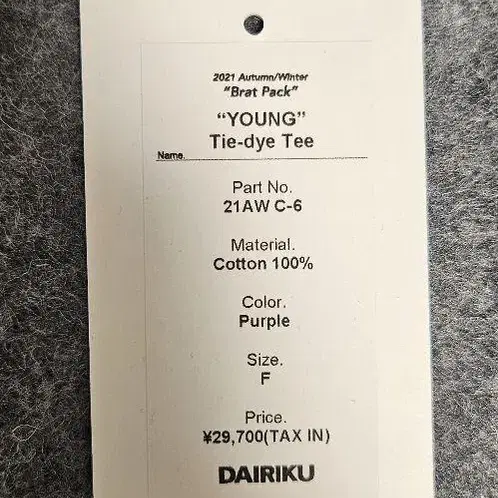 2021 Autumn/Winter
"Brat Pack"
"YOUNG"
Tie-dye Tee
Name.
Part No.
21AW C-6
Material.
Cotton 100%
Color.
Purple
Size.
F
Price.
¥29,700(TAX IN)
DAIRIKU